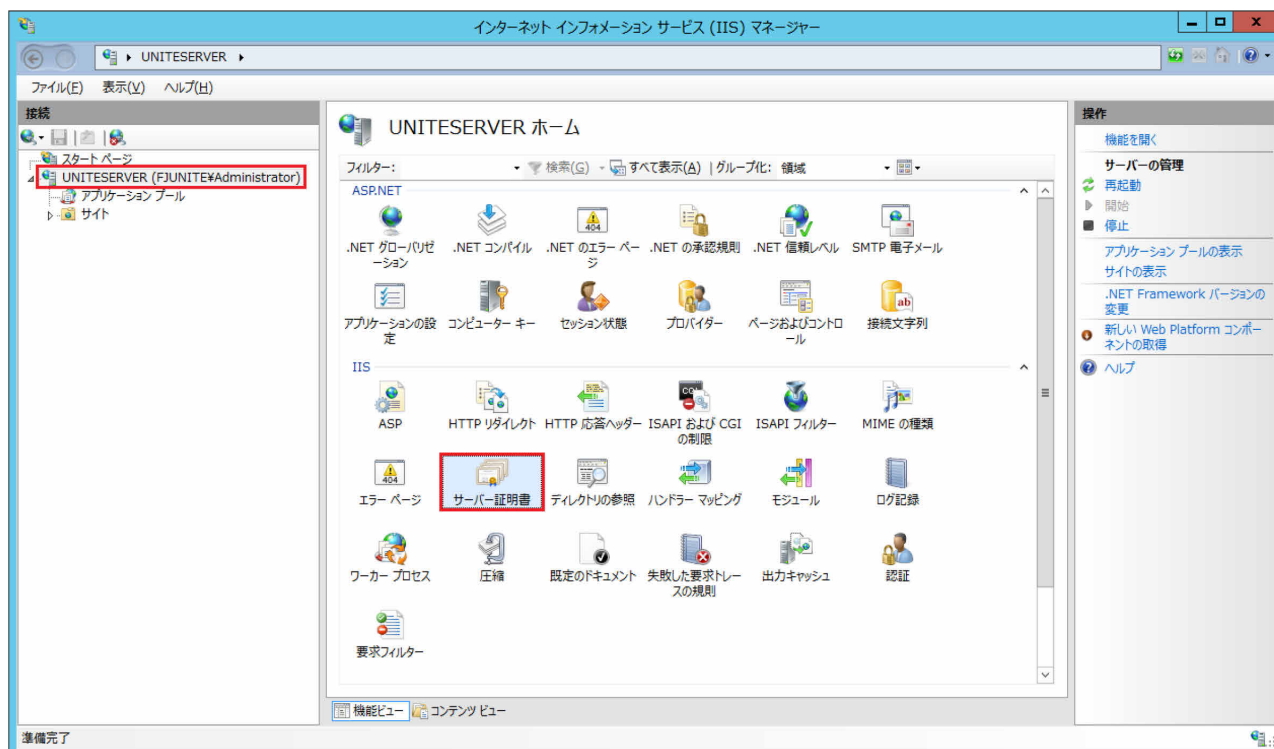 インターネット インフォメーション サービス (IIS) マネージャー
UNITESERVER
ファイル(F) 表示(V) ヘルプ(H)
接続
スタート ページ
UNITESERVER (FJUNITE¥Administrator)
アプリケーション プール
サイト
UNITESERVER ホーム
フィルター: 検索(G) すべて表示(A) | グループ化: 領域
ASP.NET
.NET グローバリゼ
ーション
.NET コンパイル
.NET のエラー ペー
ジ
.NET の承認規則
.NET 信頼レベル
SMTP 電子メール
アプリケーションの設
定
コンピューター キー
セッション状態
プロバイダー
ページおよびコントロ
ール
接続文字列
IIS
ASP
HTTP リダイレクト
HTTP 応答ヘッダー
ISAPI および CGI
の制限
ISAPI フィルター
MIME の種類
エラー ページ
サーバー証明書
ディレクトリの参照
ハンドラー マッピング
モジュール
ログ記録
ワーカー プロセス
圧縮
既定のドキュメント
失敗した要求トレー
スの規則
出力キャッシュ
認証
要求フィルター
機能ビュー コンテンツ ビュー
操作
機能を開く
サーバーの管理
再起動
開始
停止
アプリケーション プールの表示
サイトの表示
.NET Framework バージョンの
変更
新しい Web Platform コンポー
ネントの取得
ヘルプ
準備完了